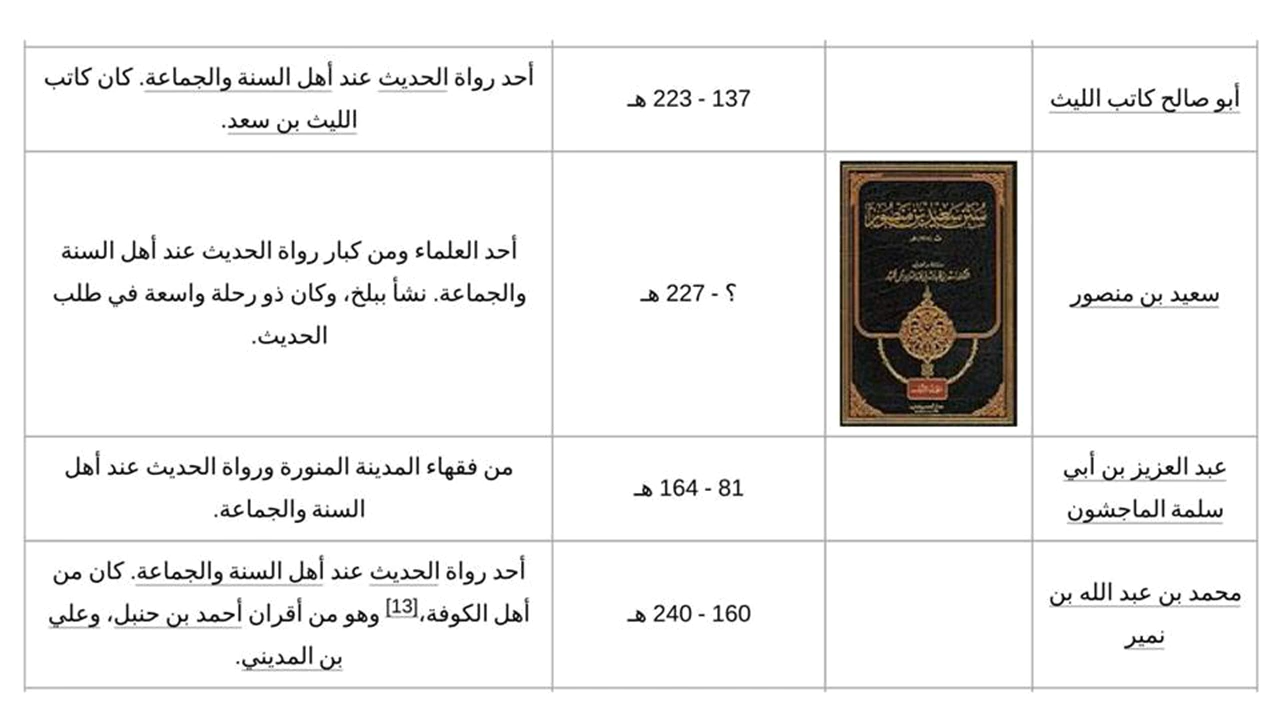 أبو صالح كاتب الليث
137 - 223 هـ
أحد رواة الحديث عند أهل السنة والجماعة. كان كاتب
الليث بن سعد.
سعيد بن منصور
سنن سعيد بن منصور
؟ - 227 هـ
أحد العلماء ومن كبار رواة الحديث عند أهل السنة
والجماعة. نشأ ببلخ، وكان ذو رحلة واسعة في طلب
الحديث.
عبد العزيز بن أبي
سلمة الماجشون
81 - 164 هـ
من فقهاء المدينة المنورة ورواة الحديث عند أهل
السنة والجماعة.
محمد بن عبد الله بن
نمير
160 - 240 هـ
أحد رواة الحديث عند أهل السنة والجماعة. كان من
أهل الكوفة،[13] وهو من أقران أحمد بن حنبل، وعلي
بن المديني.